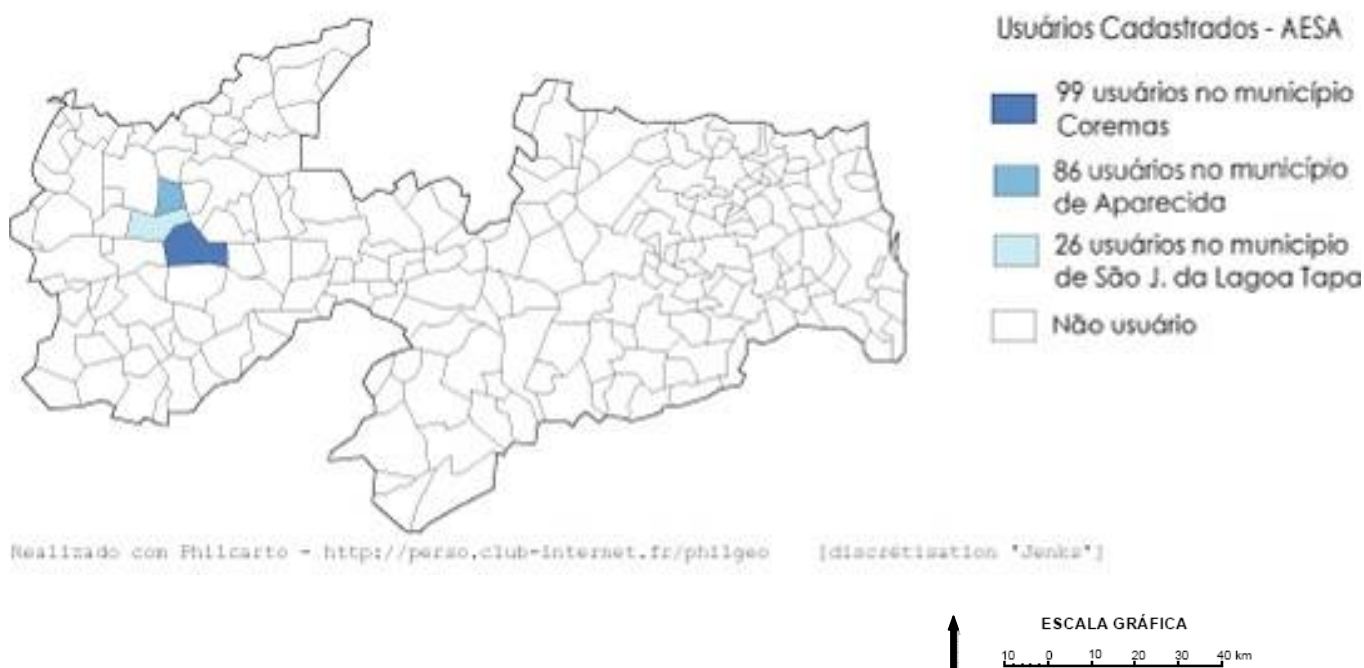 Usuários Cadastrados - AESA
99 usuários no município
Coremas
86 usuários no município
de Aparecida
26 usuários no municipio
de São J. da Lagoa Tapa
Não usuário
Realizado com Philcarto - http://perso.club-internet.fr/philgeo [discrétisation "Jenks"]
ESCALA GRÁFICA
10 0 10 20 30 40 km